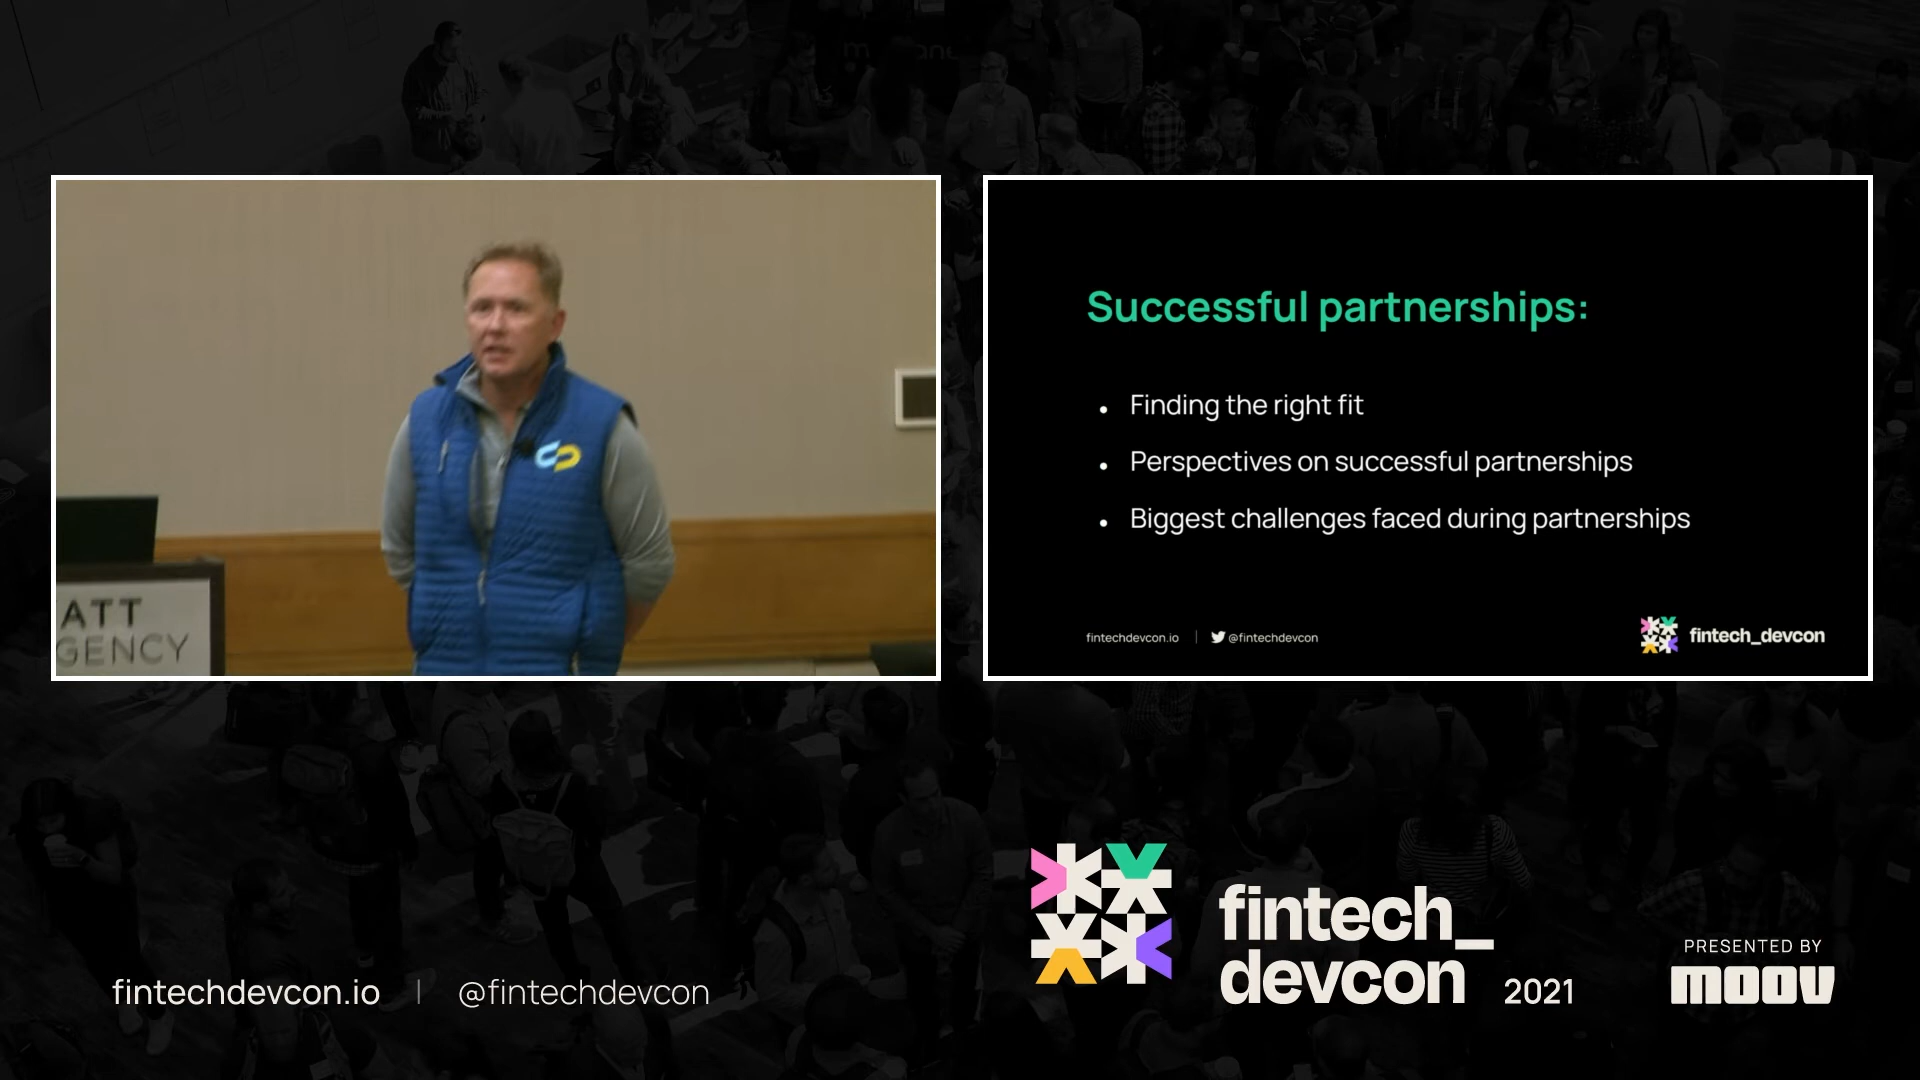 ATT
GENCY
Successful partnerships:
• Finding the right fit
• Perspectives on successful partnerships
• Biggest challenges faced during partnerships
fintechdevcon.io | @fintechdevcon
fintech_devcon
fintechdevcon.io | @fintechdevcon
fintech_
devcon 2021
PRESENTED BY
moov